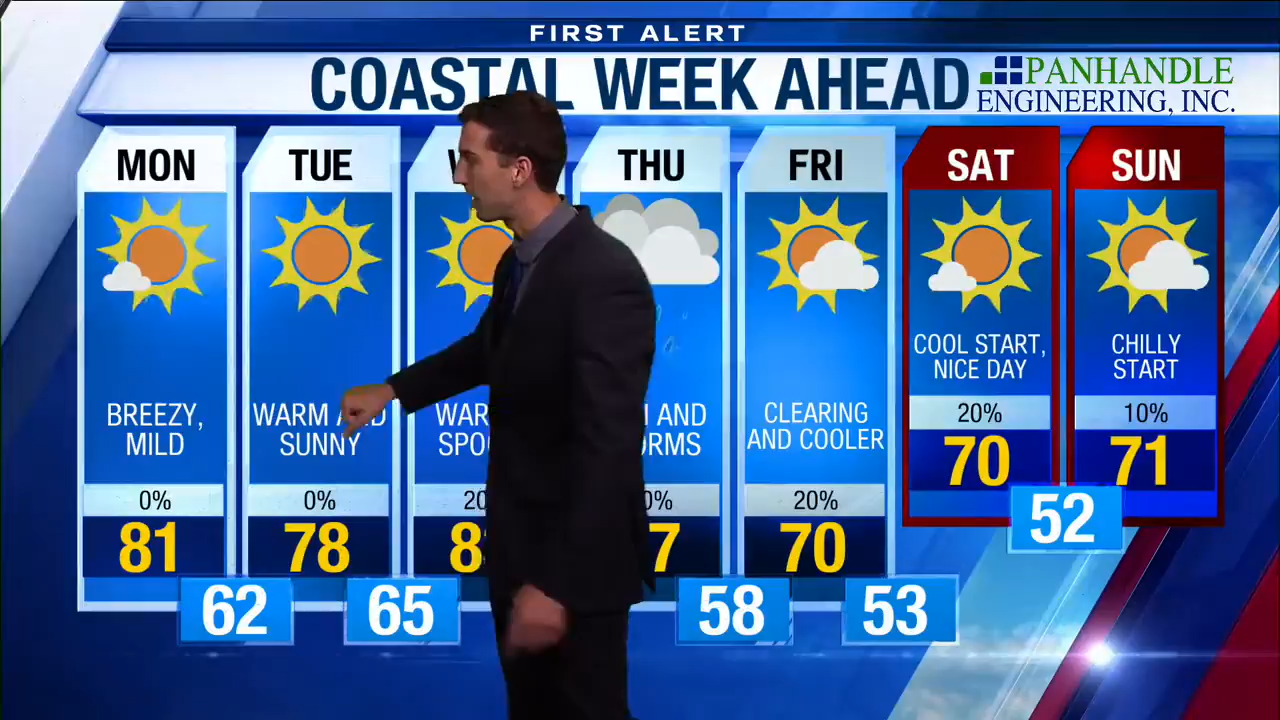 FIRST ALERT
COASTAL WEEK AHEAD
PANHANDLE
ENGINEERING, INC.
MON
TUE
THU
FRI
SAT
SUN
BREEZY,
MILD
WARM AND
SUNNY
AND
CLEARING
AND COOLER
COOL START,
NICE DAY
CHILLY
START
0%
0%
20%
20%
10%
81
78
70
70
71
62
65
58
53
52